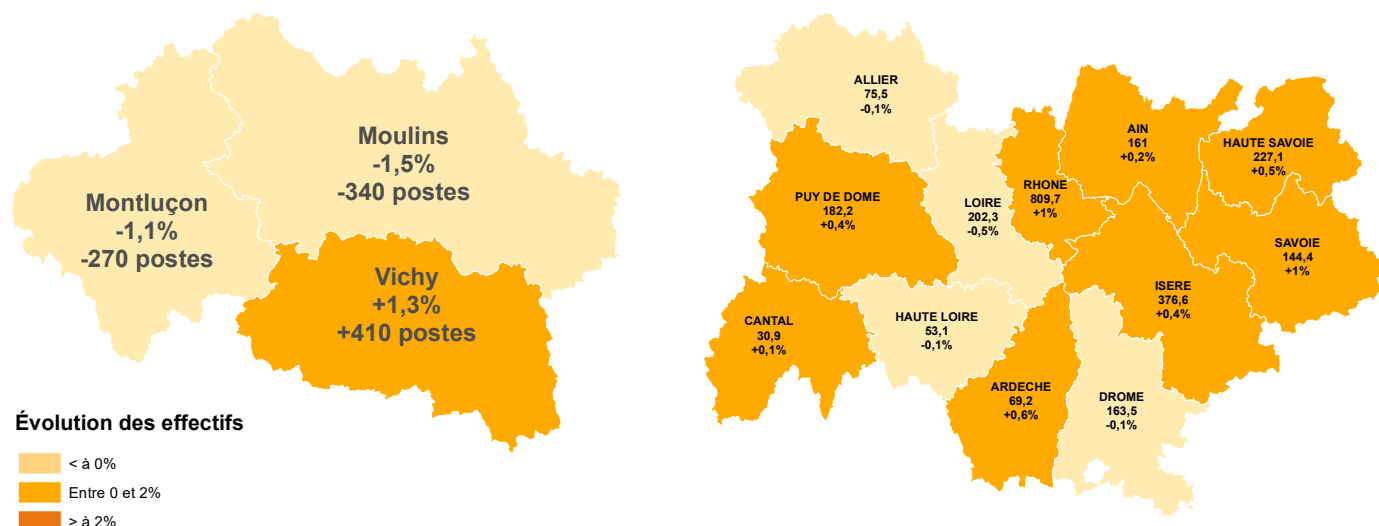 Moulins
-1,5%
-340 postes
Montluçon
-1,1%
-270 postes
Vichy
+1,3%
+410 postes
Évolution des effectifs
< à 0%
Entre 0 et 2%
> à 2%
ALLIER
75,5
-0,1%
AIN
161
+0,2%
HAUTE SAVOIE
227,1
+0,5%
RHONE
809,7
+1%
PUY DE DOME
182,2
+0,4%
LOIRE
202,3
-0,5%
SAVOIE
144,4
+1%
ISERE
376,6
+0,4%
CANTAL
30,9
+0,1%
HAUTE LOIRE
53,1
-0,1%
ARDECHE
69,2
+0,6%
DROME
163,5
-0,1%